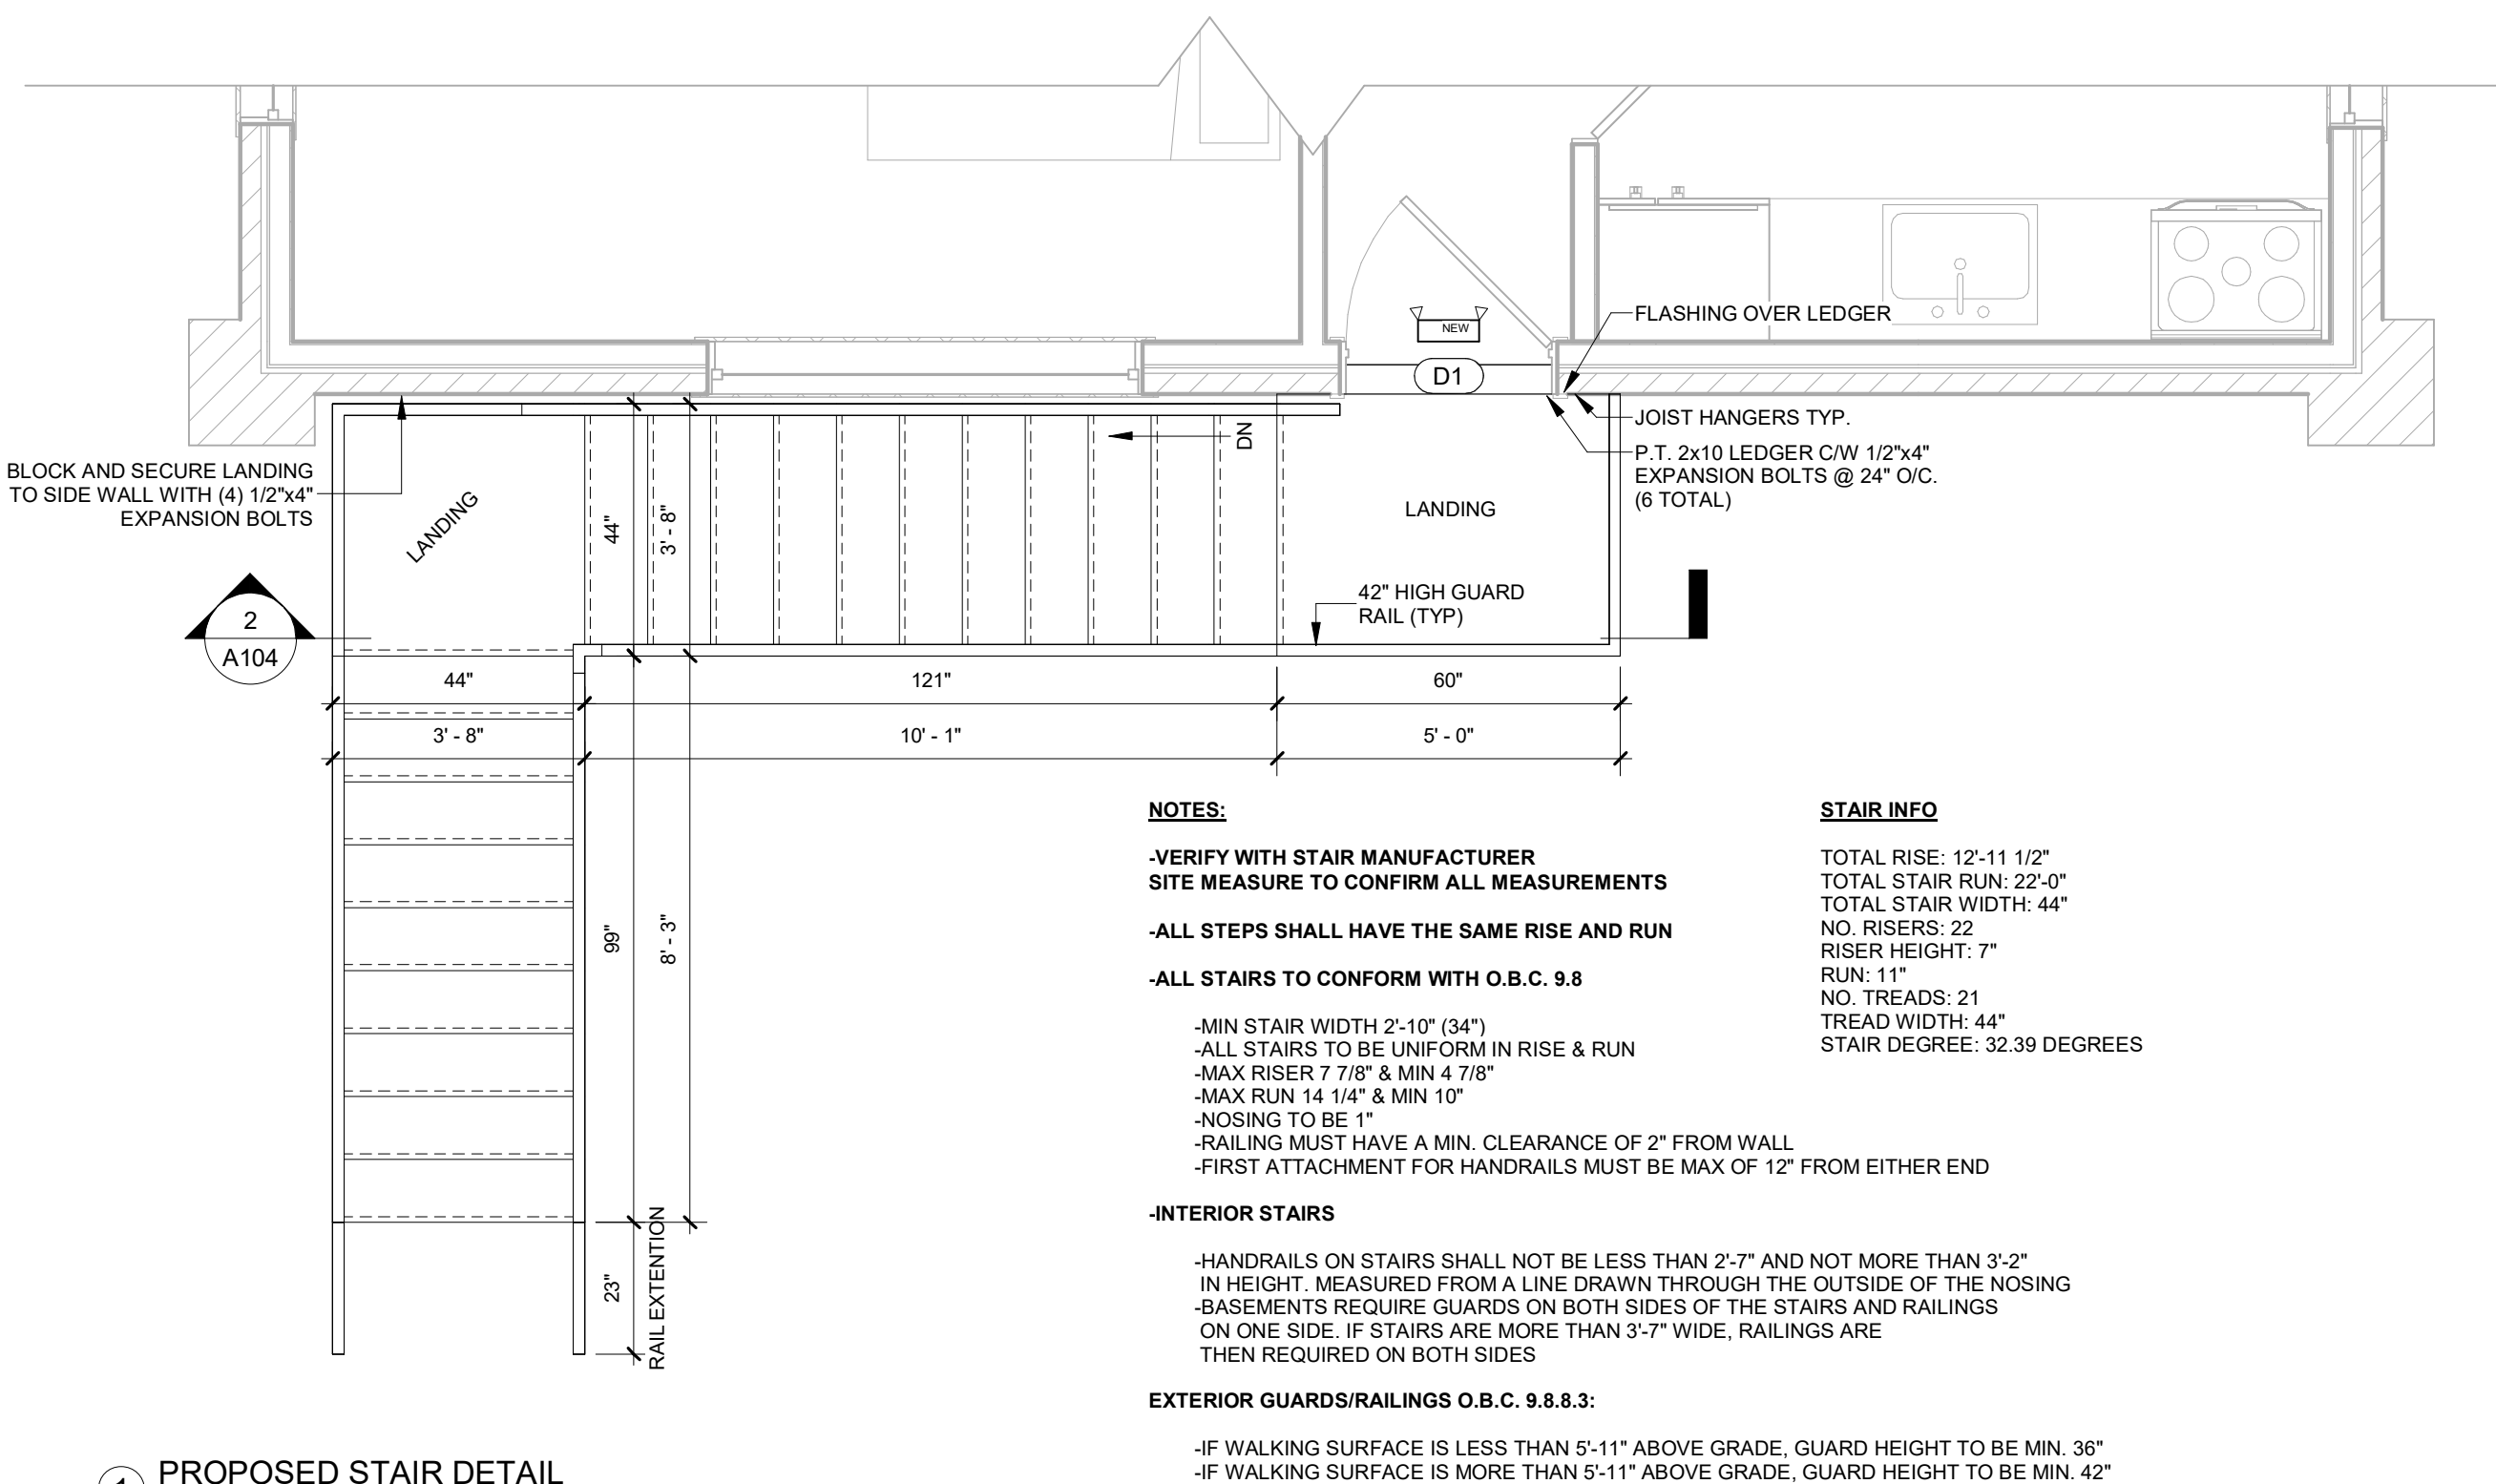 NEW
D1
FLASHING OVER LEDGER
JOIST HANGERS TYP.
P.T. 2x10 LEDGER C/W 1/2"x4"
EXPANSION BOLTS @ 24" O/C.
(6 TOTAL)
BLOCK AND SECURE LANDING
TO SIDE WALL WITH (4) 1/2"x4"
EXPANSION BOLTS
LANDING
44"
3' - 8"
DN
LANDING
42" HIGH GUARD
RAIL (TYP)
2
A104
44"
121"
60"
3' - 8"
10' - 1"
5' - 0"
99"
8' - 3"
23"
RAIL EXTENTION
NOTES:
-VERIFY WITH STAIR MANUFACTURER
SITE MEASURE TO CONFIRM ALL MEASUREMENTS
-ALL STEPS SHALL HAVE THE SAME RISE AND RUN
-ALL STAIRS TO CONFORM WITH O.B.C. 9.8
-MIN STAIR WIDTH 2'-10" (34")
-ALL STAIRS TO BE UNIFORM IN RISE & RUN
-MAX RISER 7 7/8" & MIN 4 7/8"
-MAX RUN 14 1/4" & MIN 10"
-NOSING TO BE 1"
-RAILING MUST HAVE A MIN. CLEARANCE OF 2" FROM WALL
-FIRST ATTACHMENT FOR HANDRAILS MUST BE MAX OF 12" FROM EITHER END
-INTERIOR STAIRS
-HANDRAILS ON STAIRS SHALL NOT BE LESS THAN 2'-7" AND NOT MORE THAN 3'-2"
IN HEIGHT. MEASURED FROM A LINE DRAWN THROUGH THE OUTSIDE OF THE NOSING
-BASEMENTS REQUIRE GUARDS ON BOTH SIDES OF THE STAIRS AND RAILINGS
ON ONE SIDE. IF STAIRS ARE MORE THAN 3'-7" WIDE, RAILINGS ARE
THEN REQUIRED ON BOTH SIDES
EXTERIOR GUARDS/RAILINGS O.B.C. 9.8.8.3:
-IF WALKING SURFACE IS LESS THAN 5'-11" ABOVE GRADE, GUARD HEIGHT TO BE MIN. 36"
-IF WALKING SURFACE IS MORE THAN 5'-11" ABOVE GRADE, GUARD HEIGHT TO BE MIN. 42"
STAIR INFO
TOTAL RISE: 12'-11 1/2"
TOTAL STAIR RUN: 22'-0"
TOTAL STAIR WIDTH: 44"
NO. RISERS: 22
RISER HEIGHT: 7"
RUN: 11"
NO. TREADS: 21
TREAD WIDTH: 44"
STAIR DEGREE: 32.39 DEGREES
1 PROPOSED STAIR DETAIL